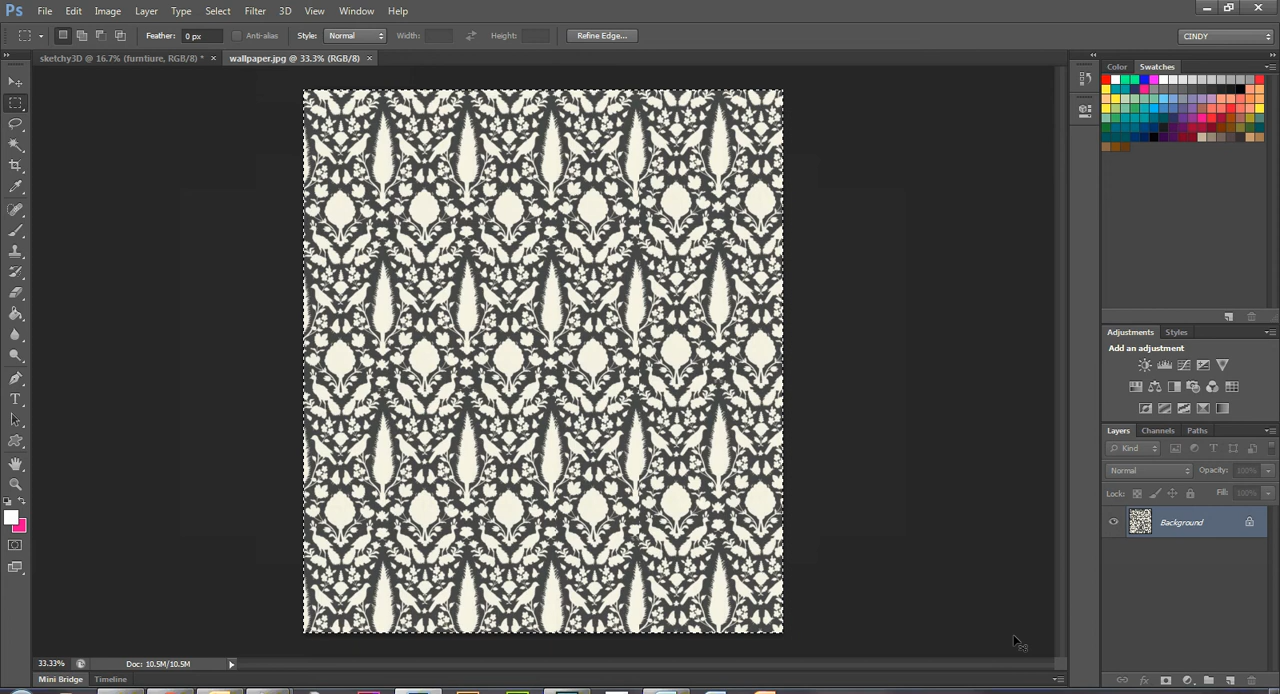 Ps File Edit Image Layer Type Select Filter 3D View Window Help
Feather: 0 px Anti-alias Style: Normal Width: Height: Refine Edge... CINDY
sketchy3D @ 16.7% (furntiure, RGB/8) * × wallpaper.jpg @ 33.3% (RGB/8) ×
Color Swatches
Adjustments Styles
Add an adjustment
Layers Channels Paths
Kind
Normal Opacity: 100%
Lock: Fill: 100%
Background
33.33% Doc: 10.5M/10.5M
Mini Bridge Timeline